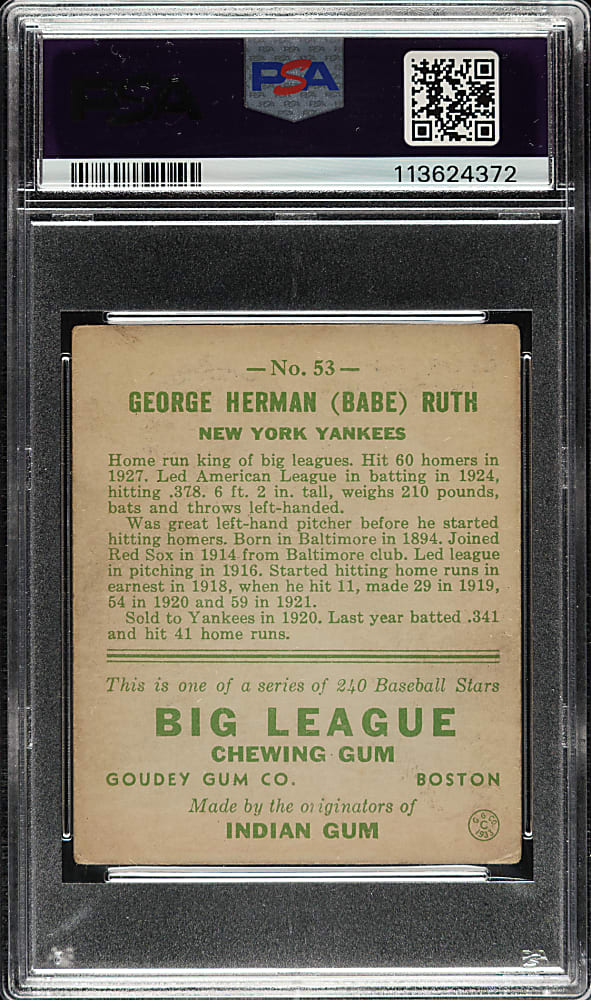 PSA
113624372
—No. 53—
GEORGE HERMAN (BABE) RUTH
NEW YORK YANKEES
Home run king of big leagues. Hit 60 homers in
1927. Led American League in batting in 1924,
hitting .378. 6 ft. 2 in. tall, weighs 210 pounds,
bats and throws left-handed.
Was great left-hand pitcher before he started
hitting homers. Born in Baltimore in 1894. Joined
Red Sox in 1914 from Baltimore club. Led league
in pitching in 1916. Started hitting home runs in
earnest in 1918, when he hit 11, made 29 in 1919,
54 in 1920 and 59 in 1921.
Sold to Yankees in 1920. Last year batted .341
and hit 41 home runs.
This is one of a series of 240 Baseball Stars
BIG LEAGUE
CHEWING GUM
GOUDEY GUM CO. BOSTON
Made by the originators of
INDIAN GUM
G. G. CO.
C
1933